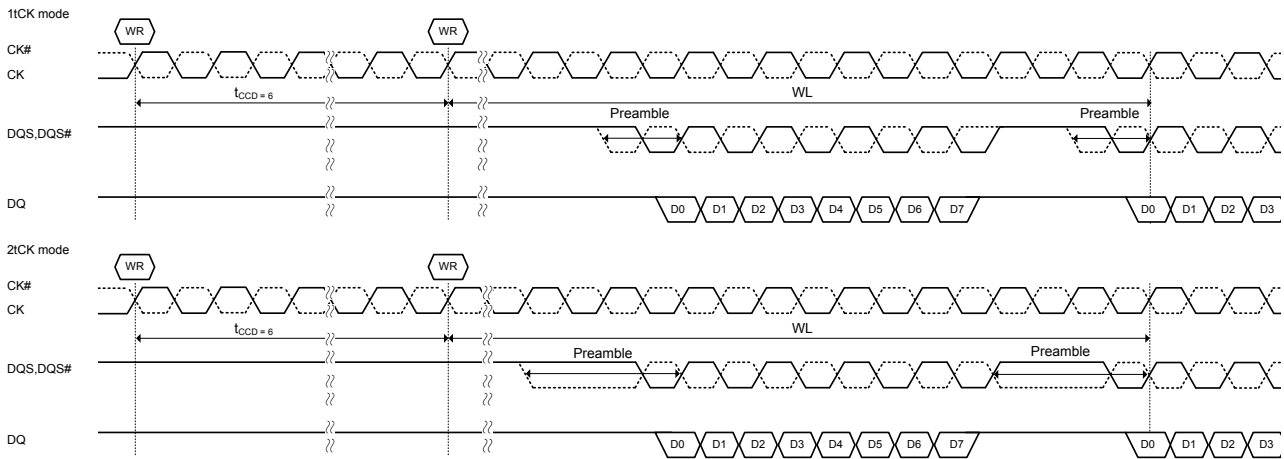 1tCK mode
WR WR
CK#
CK
tCCD = 6 WL
Preamble Preamble
DQS,DQS#
DQ
D0 D1 D2 D3 D4 D5 D6 D7 D0 D1 D2 D3
2tCK mode
WR WR
CK#
CK
tCCD = 6 WL
Preamble Preamble
DQS,DQS#
DQ
D0 D1 D2 D3 D4 D5 D6 D7 D0 D1 D2 D3